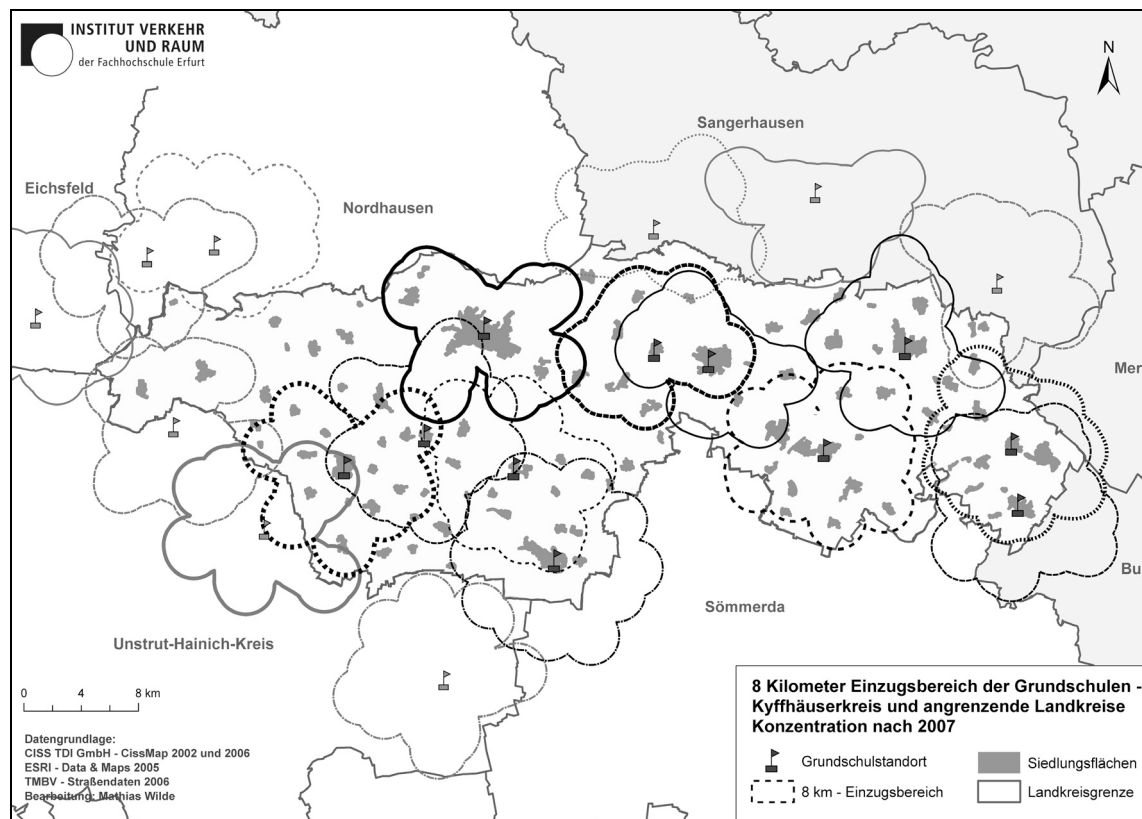 INSTITUT VERKEHR
UND RAUM
der Fachhochschule Erfurt
N
Sangerhausen
Eichsfeld
Nordhausen
Mer
Bu
Sömmerda
Unstrut-Hainich-Kreis
0 4 8 km
Datengrundlage:
CISS TDI GmbH - CissMap 2002 und 2006
ESRI - Data & Maps 2005
TMBV - Straßendaten 2006
Bearbeitung: Mathias Wilde
8 Kilometer Einzugsbereich der Grundschulen -
Kyffhäuserkreis und angrenzende Landkreise
Konzentration nach 2007
Grundschulstandort
Siedlungsflächen
8 km - Einzugsbereich
Landkreisgrenze